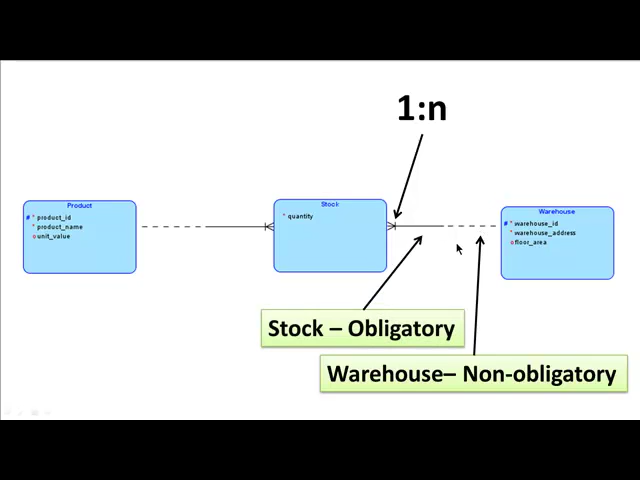 1:n
Product
# * product_id
* product_name
o unit_value
Stock
* quantity
Warehouse
# * warehouse_id
* warehouse_address
o floor_area
Stock – Obligatory
Warehouse– Non-obligatory